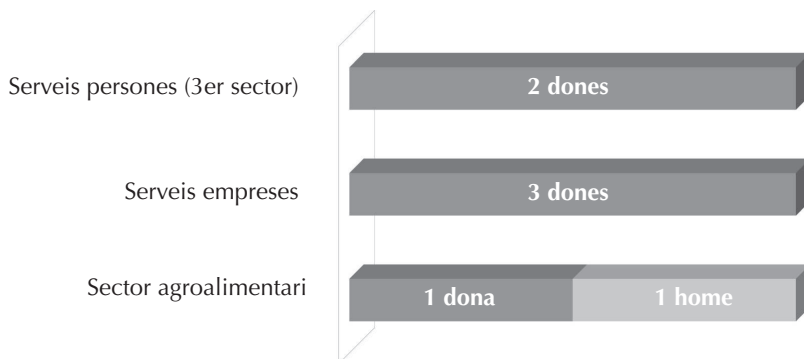 Serveis persones (3er sector)
2 dones
Serveis empreses
3 dones
Sector agroalimentari
1 dona
1 home